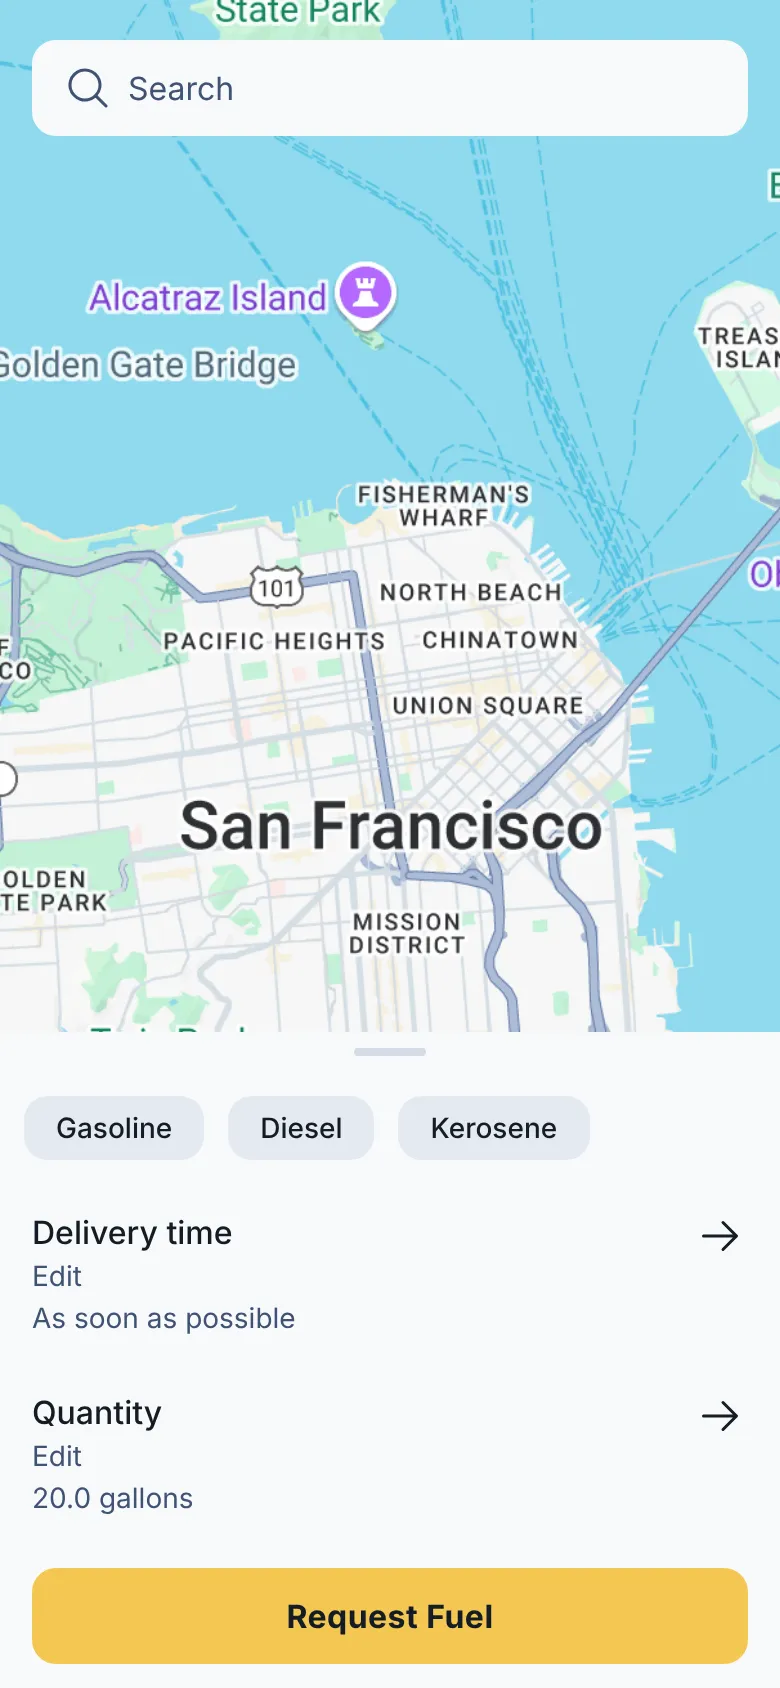 State Park
Search
Alcatraz Island
Golden Gate Bridge
TREAS
ISLAN
FISHERMAN'S
WHARF
101
NORTH BEACH
PACIFIC HEIGHTS
CHINATOWN
CO
UNION SQUARE
San Francisco
OLDEN
TE PARK
MISSION
DISTRICT
Gasoline
Diesel
Kerosene
Delivery time
Edit
As soon as possible
Quantity
Edit
20.0 gallons
Request Fuel